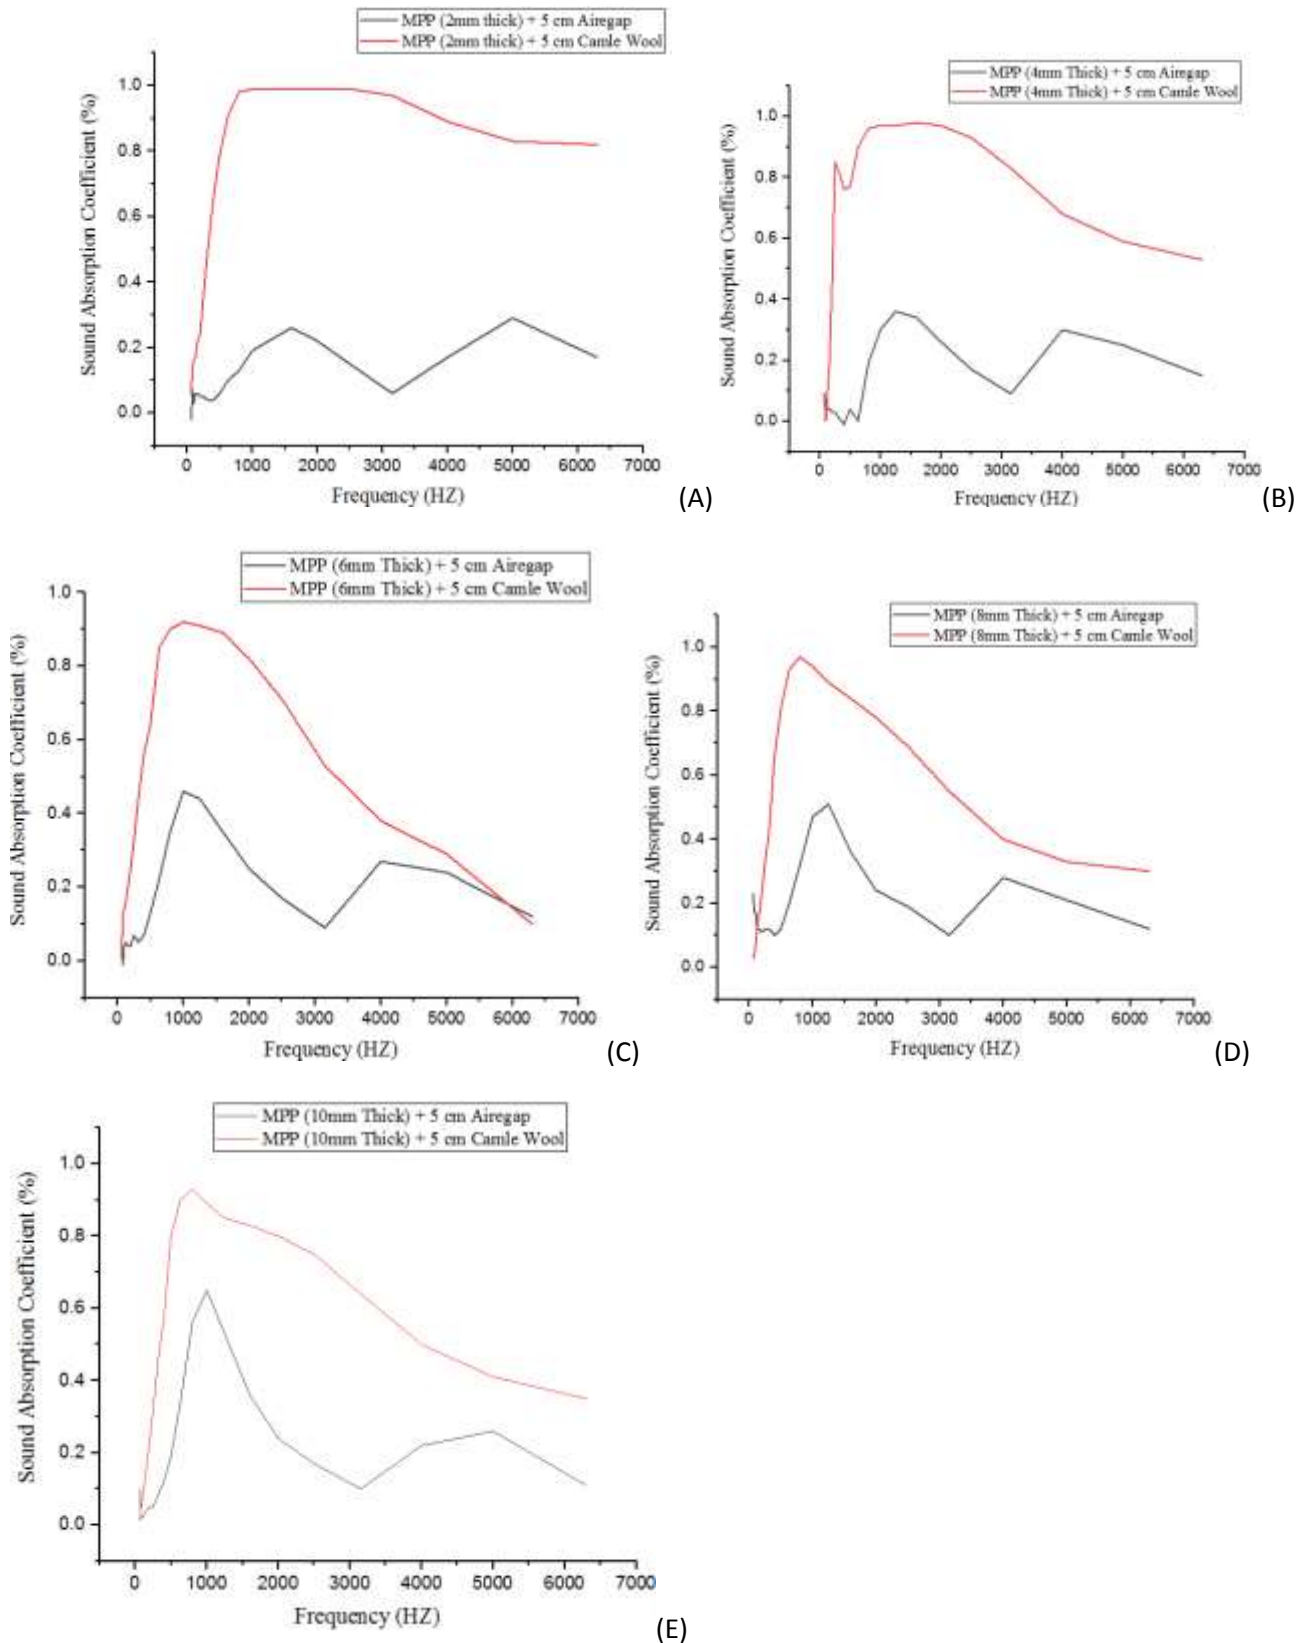 MPP (2mm thick) + 5 cm Airegap
MPP (2mm thick) + 5 cm Camle Wool
Sound Absorption Coefficient (%)
1.0
0.8
0.6
0.4
0.2
0.0
0 1000 2000 3000 4000 5000 6000 7000
Frequency (HZ)
(A)
MPP (4mm Thick) + 5 cm Airegap
MPP (4mm Thick) + 5 cm Camle Wool
Sound Absorption Coefficient (%)
1.0
0.8
0.6
0.4
0.2
0.0
0 1000 2000 3000 4000 5000 6000 7000
Frequency (HZ)
(B)
MPP (6mm Thick) + 5 cm Airegap
MPP (6mm Thick) + 5 cm Camle Wool
Sound Absorption Coefficient (%)
1.0
0.8
0.6
0.4
0.2
0.0
0 1000 2000 3000 4000 5000 6000 7000
Frequency (HZ)
(C)
MPP (8mm Thick) + 5 cm Airegap
MPP (8mm Thick) + 5 cm Camle Wool
Sound Absorption Coefficient (%)
1.0
0.8
0.6
0.4
0.2
0.0
0 1000 2000 3000 4000 5000 6000 7000
Frequency (HZ)
(D)
MPP (10mm Thick) + 5 cm Airegap
MPP (10mm Thick) + 5 cm Camle Wool
Sound Absorption Coefficient (%)
1.0
0.8
0.6
0.4
0.2
0.0
0 1000 2000 3000 4000 5000 6000 7000
Frequency (HZ)
(E)